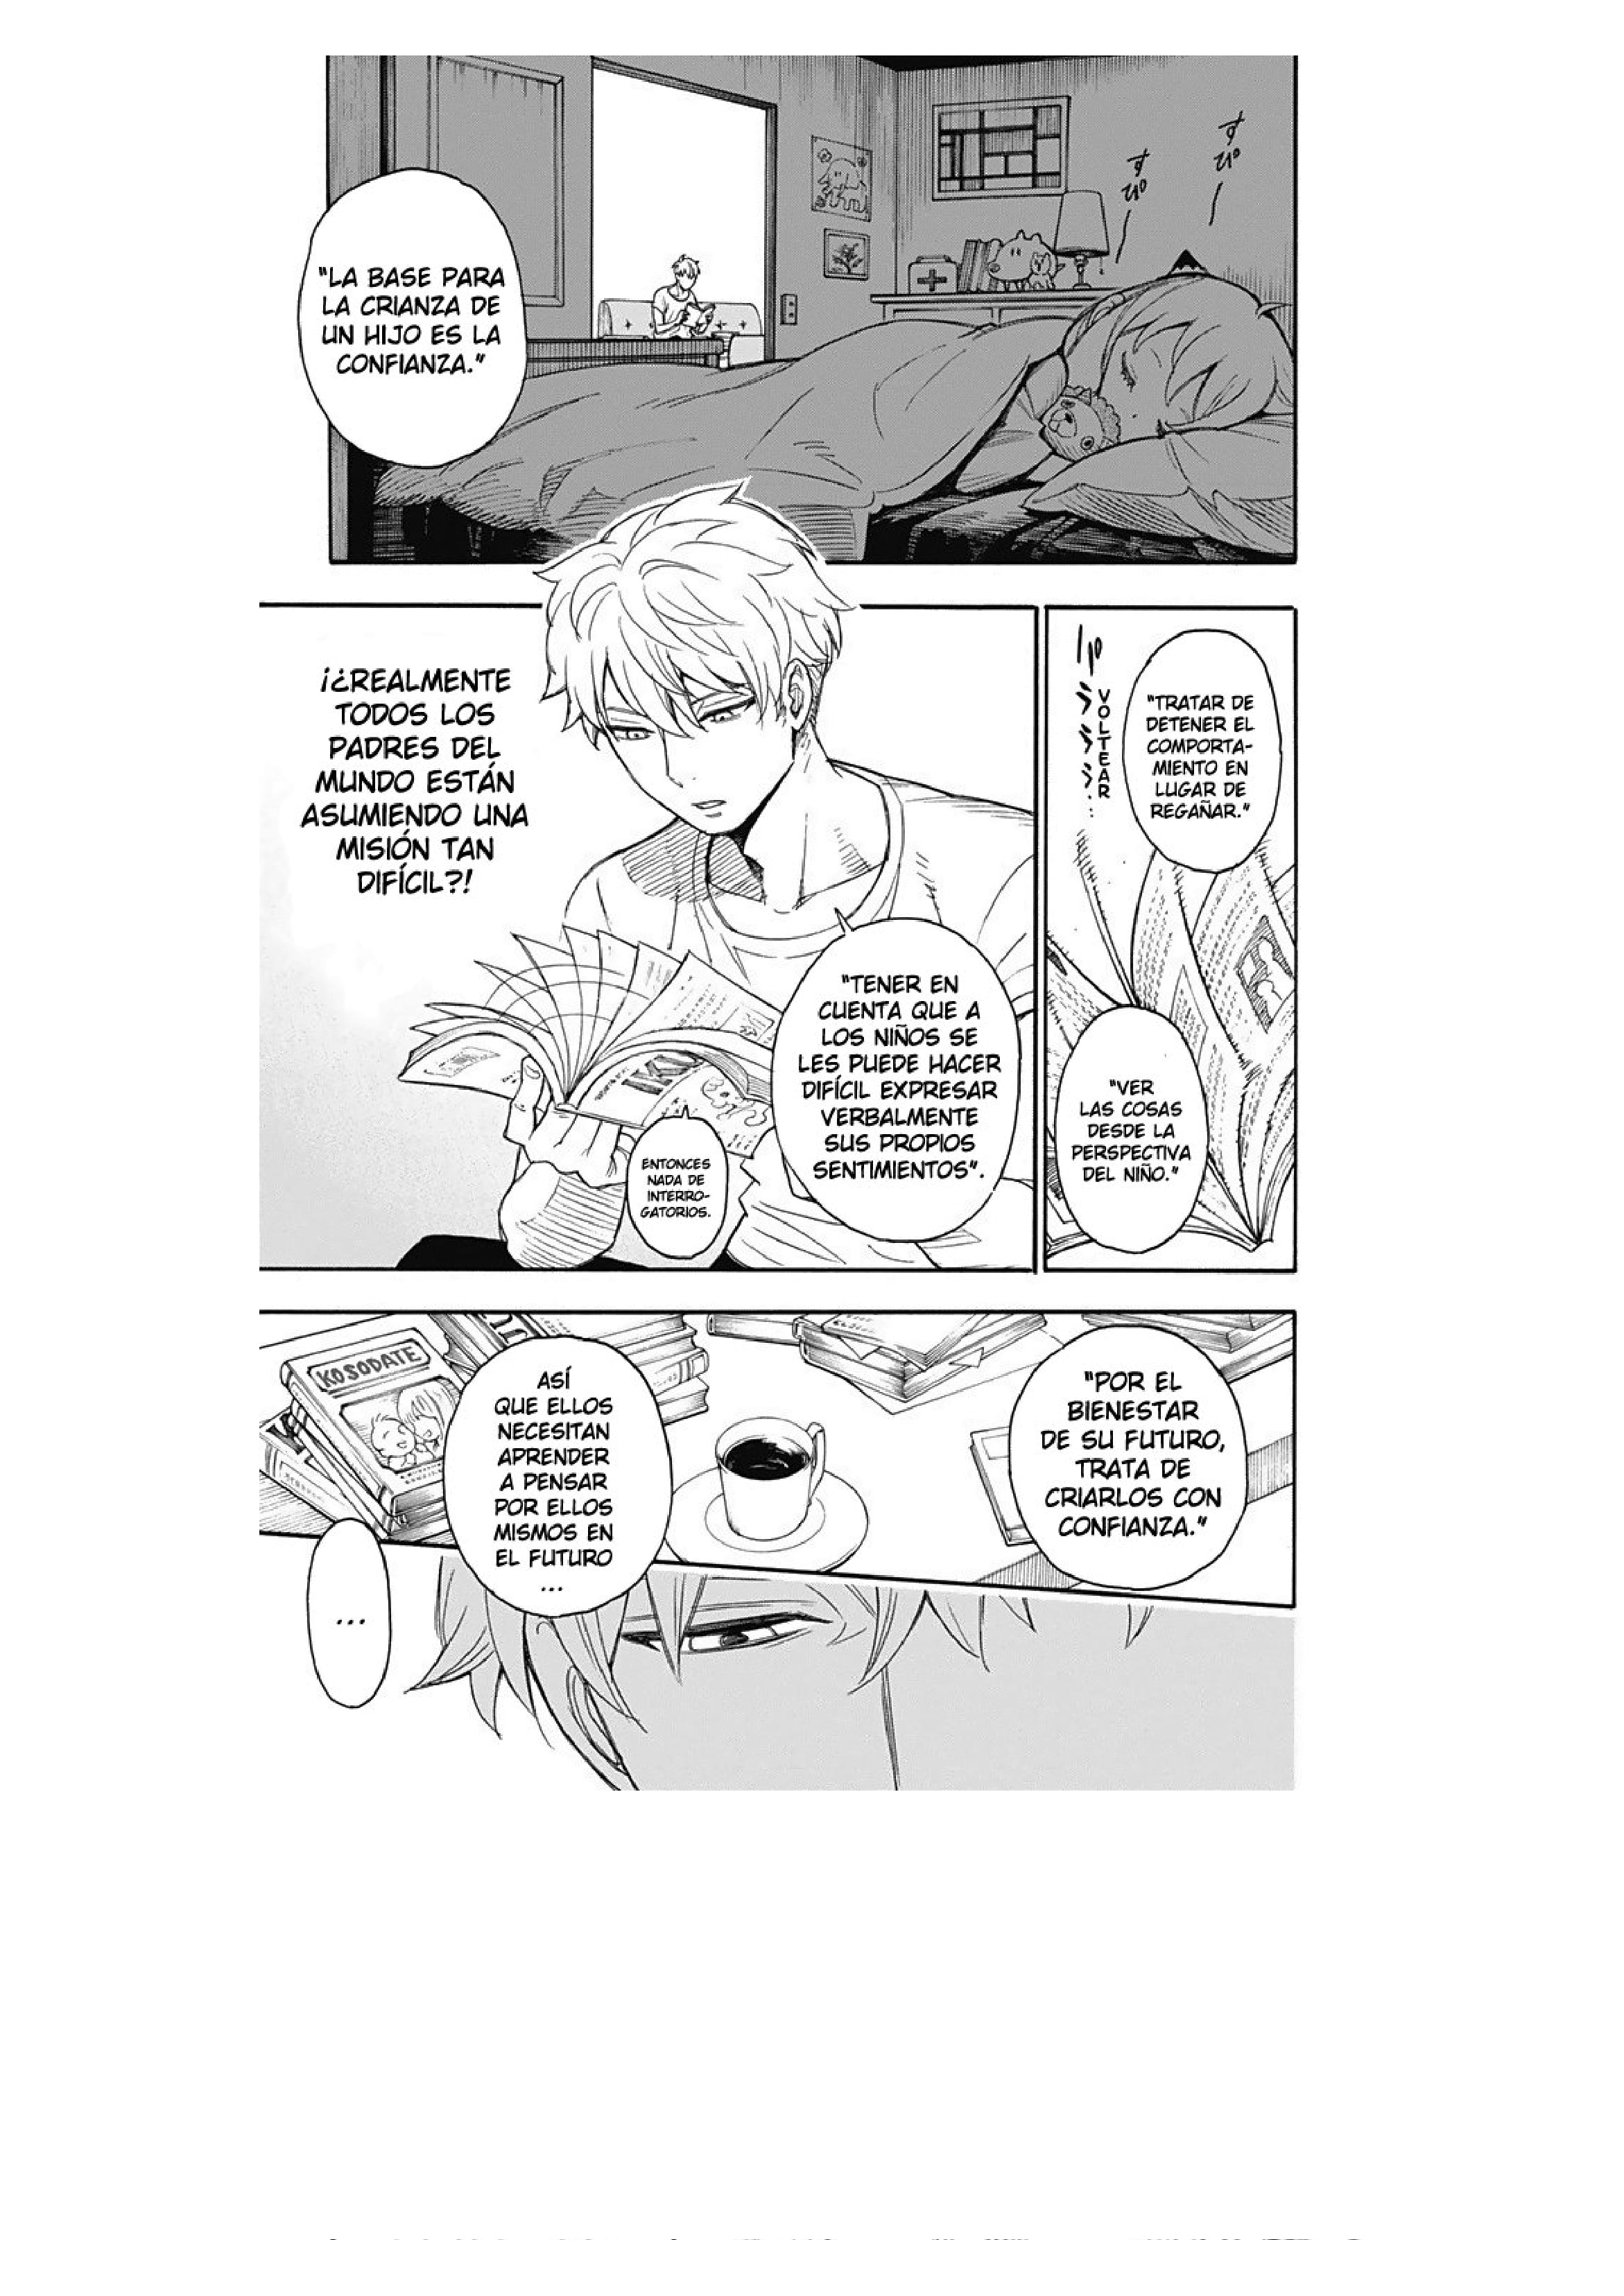 すぴー
すぴー
"LA BASE PARA
LA CRIANZA DE
UN HIJO ES LA
CONFIANZA."
"TRATAR DE
DETENER EL
COMPORTA-
MIENTO EN
LUGAR DE
REGAÑAR."
パラララ...
VOLTEAR
"VER
LAS COSAS
DESDE LA
PERSPECTIVA
DEL NIÑO."
"TENER EN
CUENTA QUE A
LOS NIÑOS SE
LES PUEDE HACER
DIFÍCIL EXPRESAR
VERBALMENTE
SUS PROPIOS
SENTIMIENTOS".
ENTONCES
NADA DE
INTERRO-
GATORIOS.
¡¿REALMENTE
TODOS LOS
PADRES DEL
MUNDO ESTÁN
ASUMIENDO UNA
MISIÓN TAN
DIFÍCIL?!
"POR EL
BIENESTAR
DE SU FUTURO,
TRATA DE
CRIARLOS CON
CONFIANZA."
ASÍ
QUE ELLOS
NECESITAN
APRENDER
A PENSAR
POR ELLOS
MISMOS EN
EL FUTURO
...
KOSODATE
...